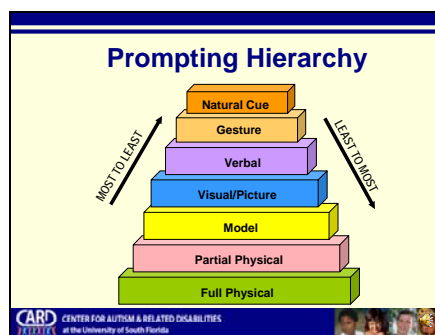 Prompting Hierarchy
Natural Cue
Gesture
Verbal
Visual/Picture
Model
Partial Physical
Full Physical
MOST TO LEAST
LEAST TO MOST
CARD
CENTER FOR AUTISM & RELATED DISABILITIES
at the University of South Florida